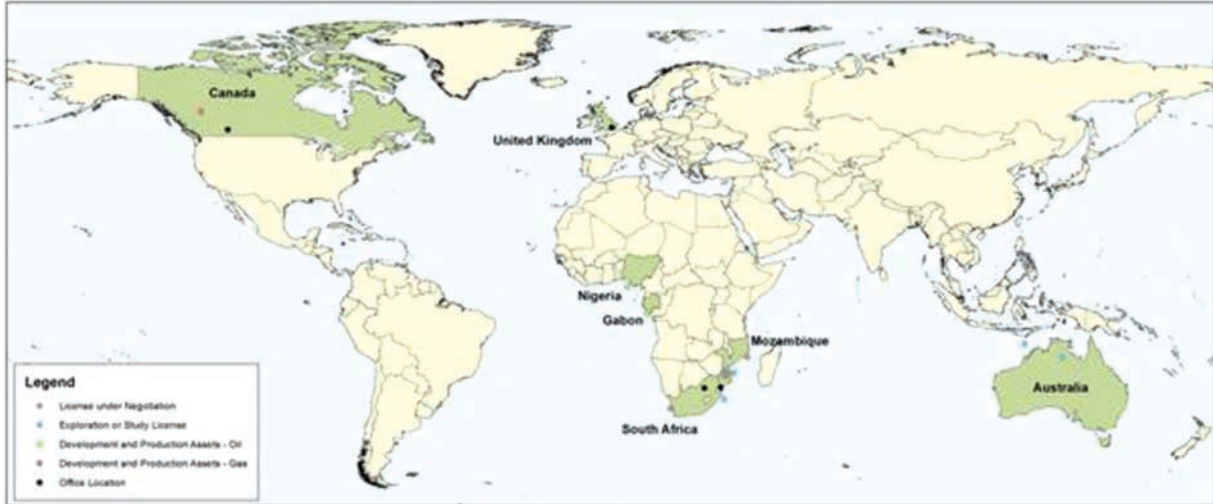 Canada
United Kingdom
Nigeria
Gabon
Mozambique
Australia
South Africa
Legend
License under Negotiation
Exploration or Study License
Development and Production Assets - Oil
Development and Production Assets - Gas
Office Location